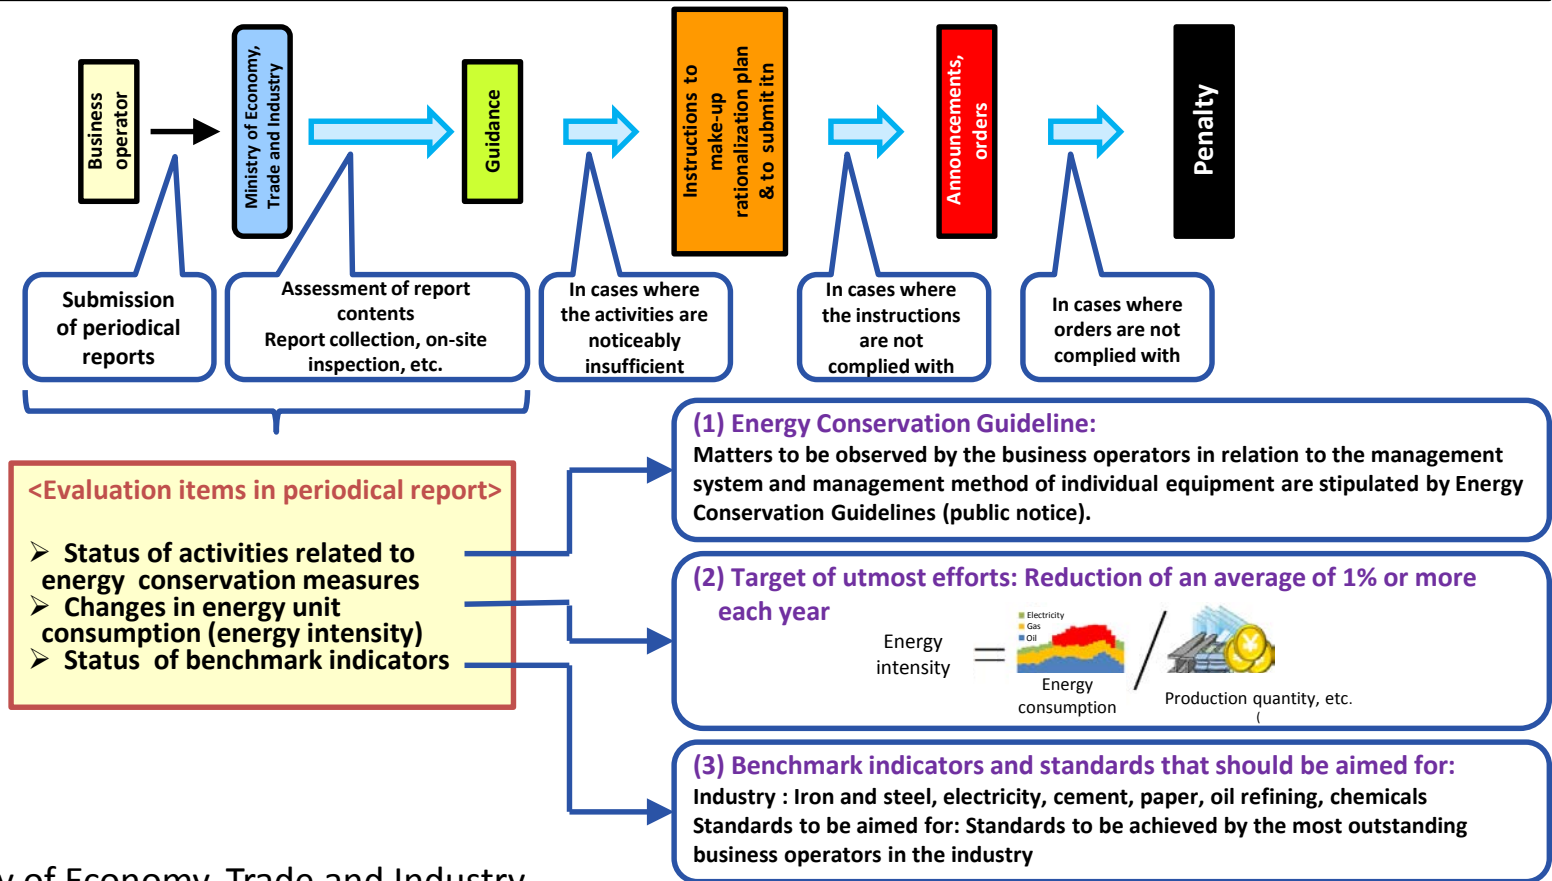 Business
operator
Ministry of Economy,
Trade and Industry
Guidance
Instructions to
make-up
rationalization plan
& to submit itn
Announcements,
orders
Penalty
Submission
of periodical
reports
Assessment of report
contents
Report collection, on-site
inspection, etc.
In cases where
the activities are
noticeably
insufficient
In cases where
the instructions
are not
complied with
In cases where
orders are not
complied with
<Evaluation items in periodical report>
➢ Status of activities related to
energy conservation measures
➢ Changes in energy unit
consumption (energy intensity)
➢ Status of benchmark indicators
(1) Energy Conservation Guideline:
Matters to be observed by the business operators in relation to the management
system and management method of individual equipment are stipulated by Energy
Conservation Guidelines (public notice).
(2) Target of utmost efforts: Reduction of an average of 1% or more
each year
Energy
intensity
=
Electricity
Gas
Oil
Energy
consumption
/
¥
Production quantity, etc.
(
(3) Benchmark indicators and standards that should be aimed for:
Industry : Iron and steel, electricity, cement, paper, oil refining, chemicals
Standards to be aimed for: Standards to be achieved by the most outstanding
business operators in the industry
y of Economy, Trade and Industry